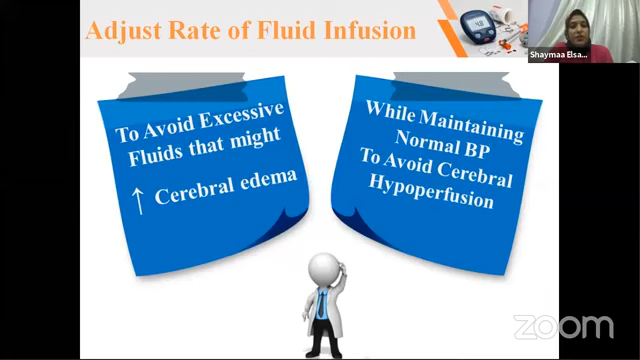 Adjust Rate of Fluid Infusion
Shaymaa Elsa...
To Avoid Excessive
Fluids that might
↑ Cerebral edema
While Maintaining
Normal BP
To Avoid Cerebral
Hypoperfusion
zoom